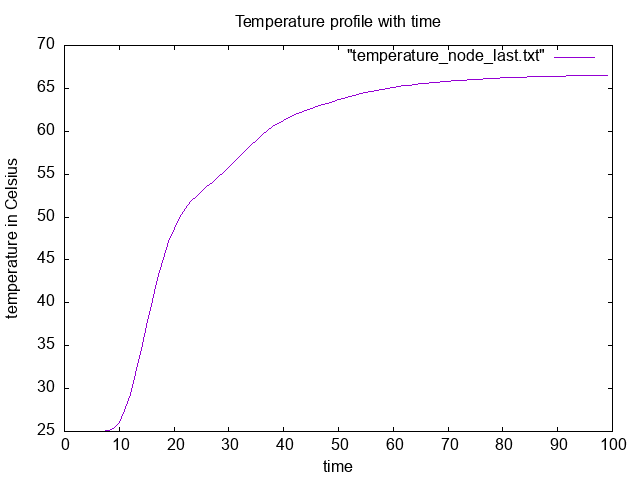 Temperature profile with time
"temperature_node_last.txt"
temperature in Celsius
70
65
60
55
50
45
40
35
30
25
0 10 20 30 40 50 60 70 80 90 100
time